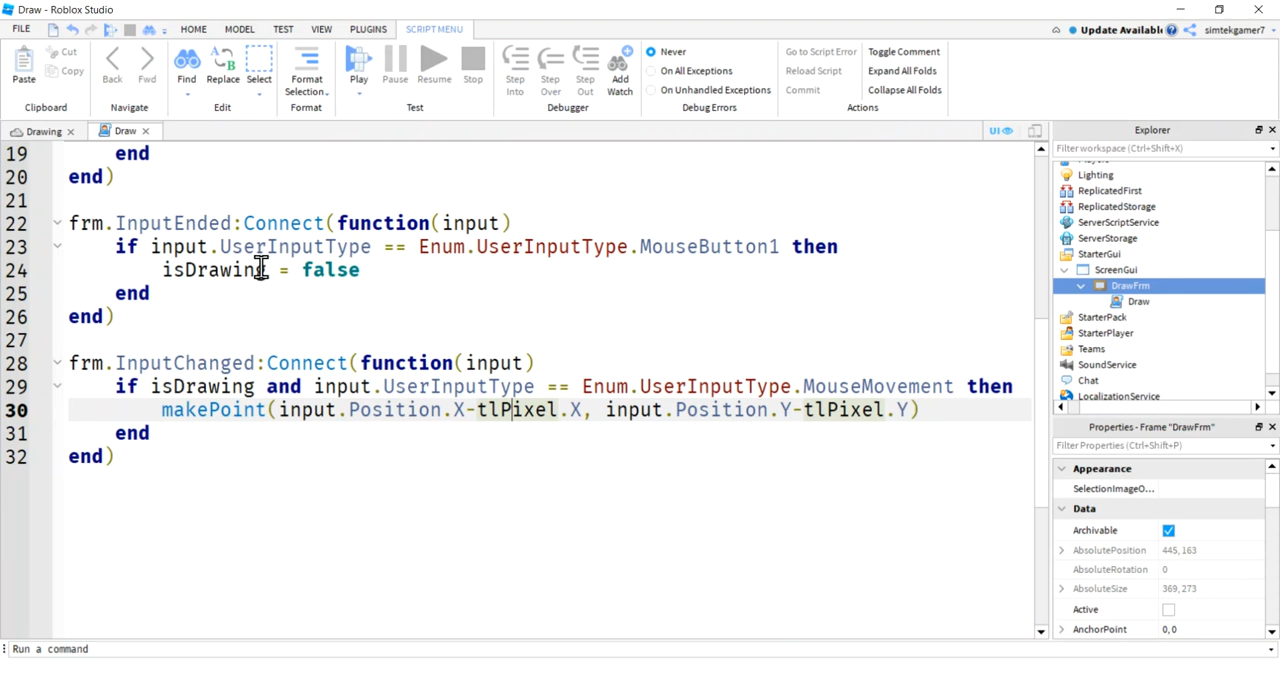 Draw - Roblox Studio
FILE HOME MODEL TEST VIEW PLUGINS SCRIPT MENU Update Availabl simtekgamer7
Paste Cut Copy Back Fwd Find Replace Select Format Selection Play Pause Resume Stop Step Into Step Over Step Out Add Watch
Never
On All Exceptions
On Unhandled Exceptions
Go to Script Error
Reload Script
Commit
Toggle Comment
Expand All Folds
Collapse All Folds
Clipboard Navigate Edit Format Test Debugger Debug Errors Actions
Drawing Draw UI
19 end
20 end)
21
22 frm.InputEnded:Connect(function(input)
23 if input.UserInputType == Enum.UserInputType.MouseButton1 then
24 isDrawing = false
25 end
26 end)
27
28 frm.InputChanged:Connect(function(input)
29 if isDrawing and input.UserInputType == Enum.UserInputType.MouseMovement then
30 makePoint(input.Position.X-tlPixel.X, input.Position.Y-tlPixel.Y)
31 end
32 end)
Explorer
Filter workspace (Ctrl+Shift+X)
Lighting
ReplicatedFirst
ReplicatedStorage
ServerScriptService
ServerStorage
StarterGui
ScreenGui
DrawFrm
Draw
StarterPack
StarterPlayer
Teams
SoundService
Chat
LocalizationService
Properties - Frame "DrawFrm"
Filter Properties (Ctrl+Shift+P)
Appearance
SelectionImageO...
Data
Archivable
AbsolutePosition 445, 163
AbsoluteRotation 0
AbsoluteSize 369, 273
Active
AnchorPoint 0, 0
Run a command